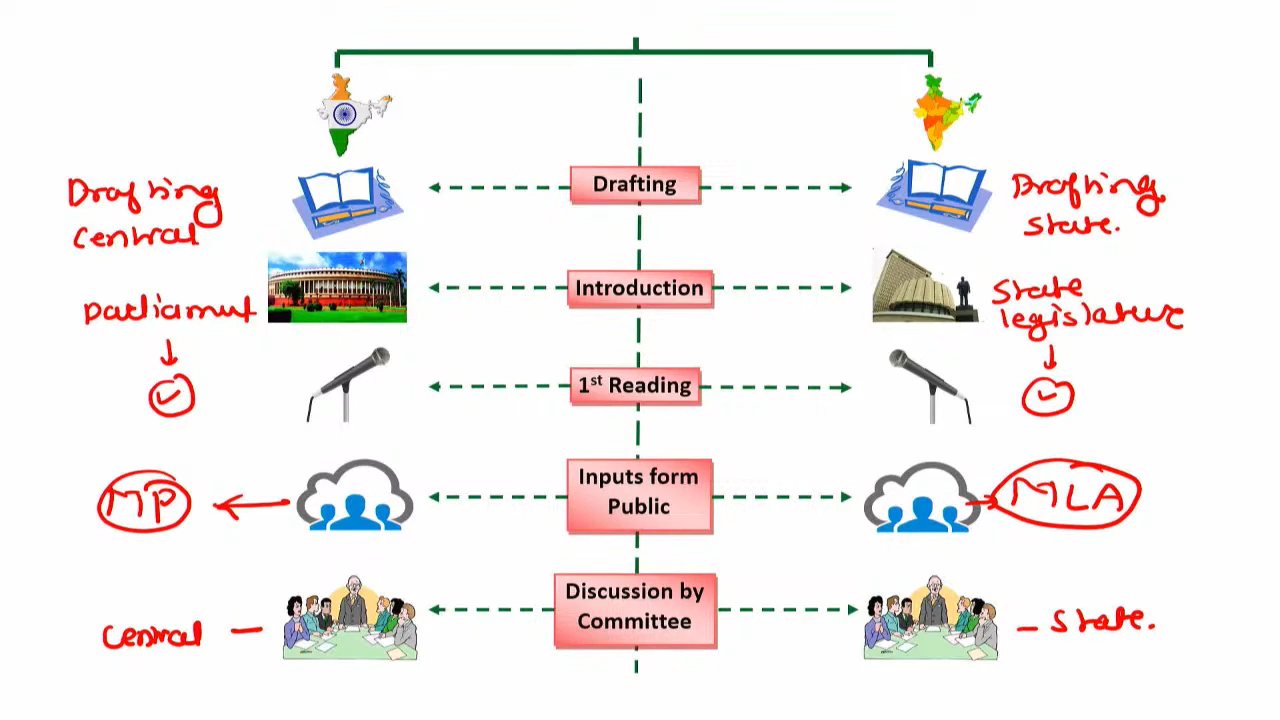 Drafting
Drafting
central
Drafting
state.
Introduction
Parliament
state
legislature
1st Reading
Inputs form
Public
MP
MLA
Discussion by
Committee
central
state.